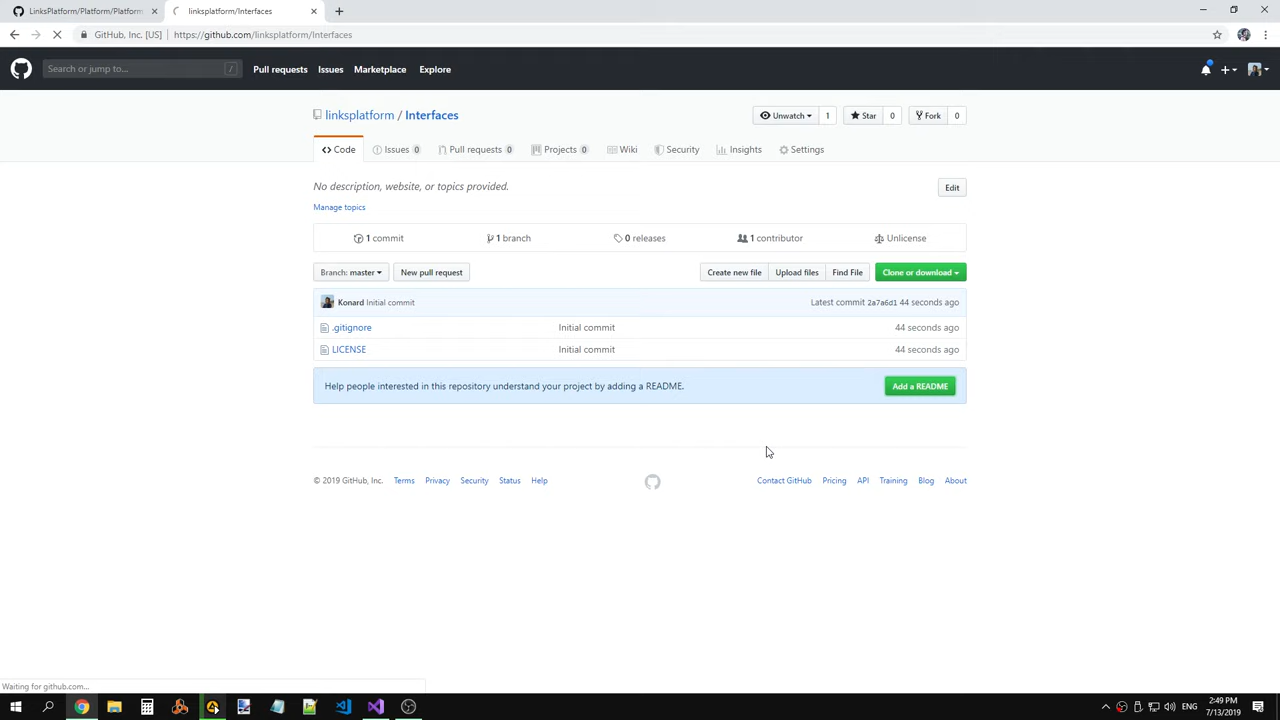 LinksPlatform/Platform/Platform
linksplatform/Interfaces
GitHub, Inc. [US] https://github.com/linksplatform/Interfaces
Search or jump to... /
Pull requests Issues Marketplace Explore
linksplatform / Interfaces
Unwatch 1 Star 0 Fork 0
Code Issues 0 Pull requests 0 Projects 0 Wiki Security Insights Settings
No description, website, or topics provided.
Edit
Manage topics
1 commit 1 branch 0 releases 1 contributor Unlicense
Branch: master New pull request Create new file Upload files Find File Clone or download
Konard Initial commit Latest commit 2a7a6d1 44 seconds ago
.gitignore Initial commit 44 seconds ago
LICENSE Initial commit 44 seconds ago
Help people interested in this repository understand your project by adding a README. Add a README
© 2019 GitHub, Inc. Terms Privacy Security Status Help Contact GitHub Pricing API Training Blog About
Waiting for github.com...
ENG
2:49 PM
7/13/2019